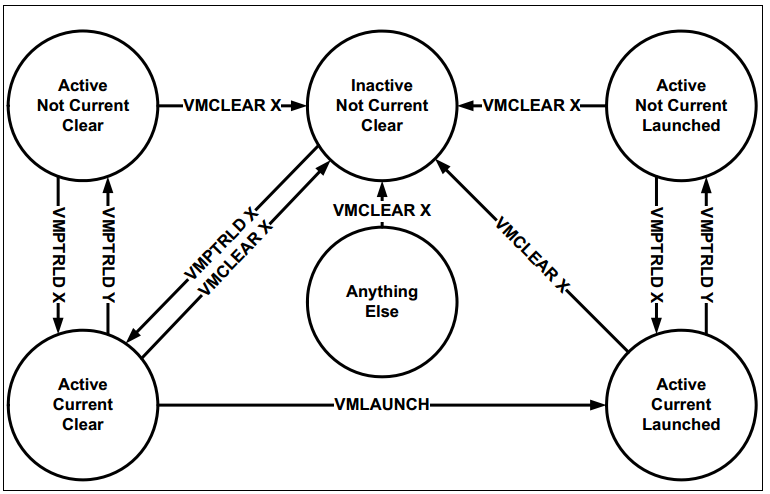 Active
Not Current
Clear
VMCLEAR X
Inactive
Not Current
Clear
VMCLEAR X
Active
Not Current
Launched
VMPTRLD X
VMPTRLD Y
VMPTRLD X
VMCLEAR X
VMCLEAR X
Anything
Else
VMCLEAR X
VMPTRLD X
VMPTRLD Y
Active
Current
Clear
VMLAUNCH
Active
Current
Launched